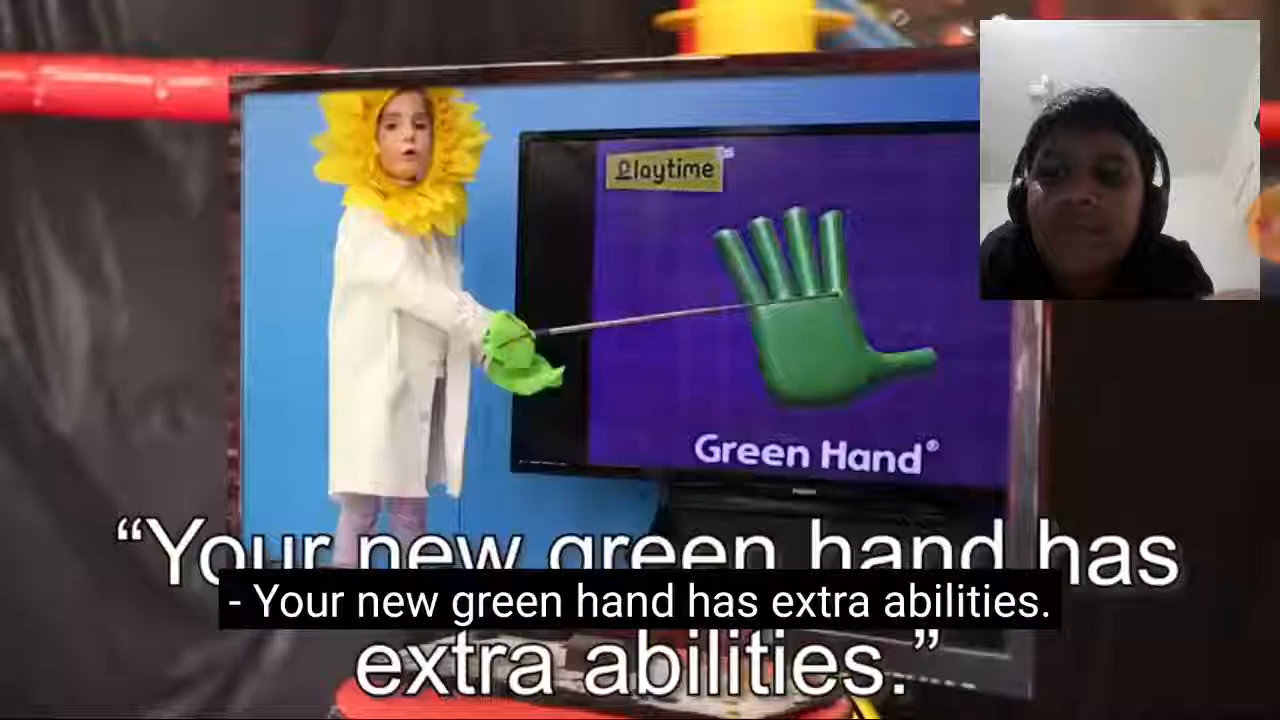 Playtime
Green Hand®
“Your new green hand has
- Your new green hand has extra abilities.
extra abilities.”